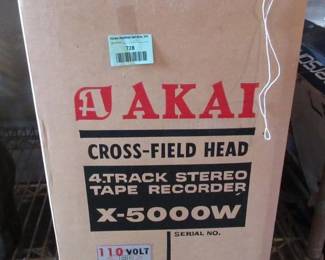 728
AKAI
CROSS-FIELD HEAD
4.TRACK STEREO
TAPE RECORDER
X-5000W
SERIAL NO.
110 VOLT